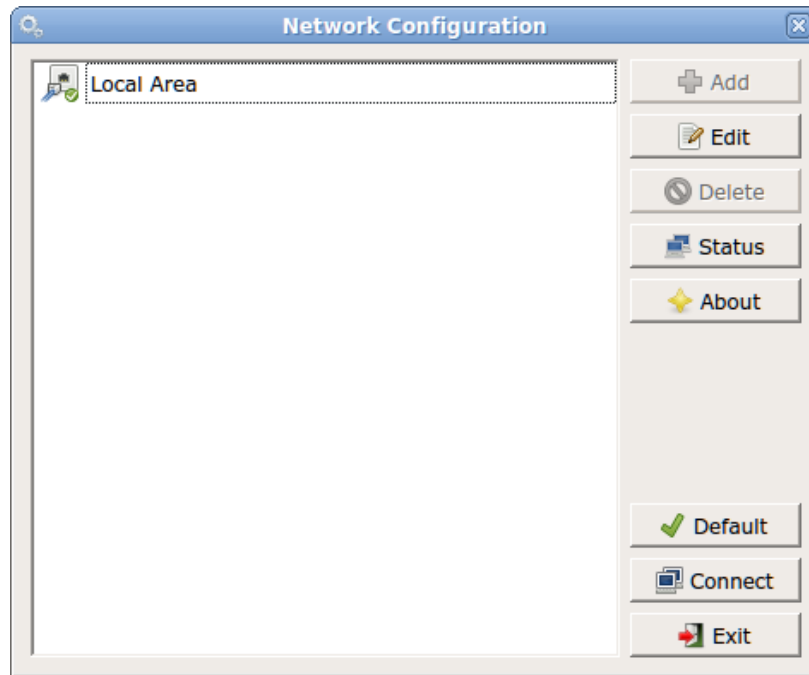 Network Configuration
Local Area
Add
Edit
Delete
Status
About
Default
Connect
Exit